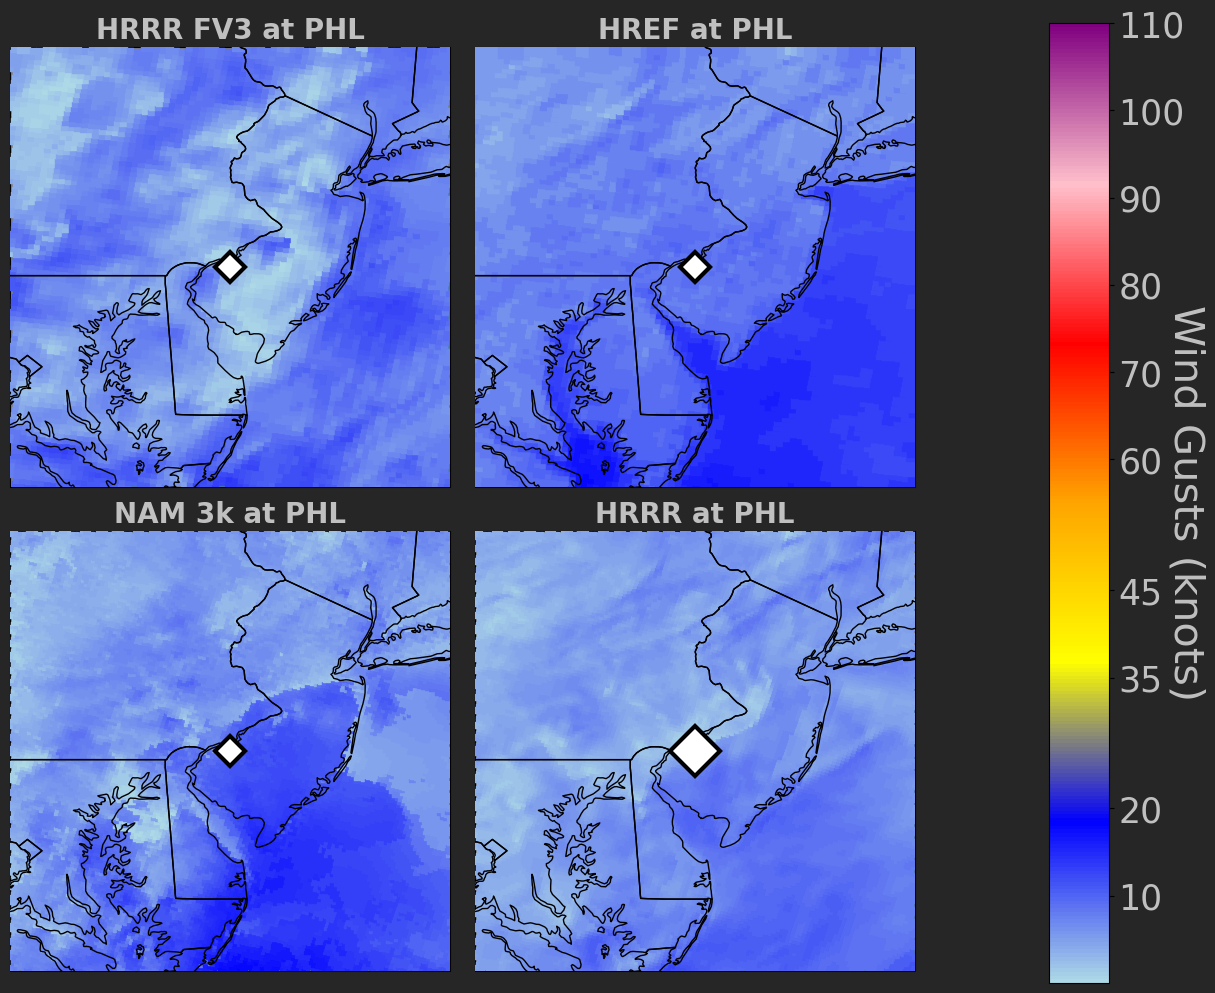 HRRR FV3 at PHL
HREF at PHL
NAM 3k at PHL
HRRR at PHL
110
100
90
80
70
60
45
35
20
10
Wind Gusts (knots)